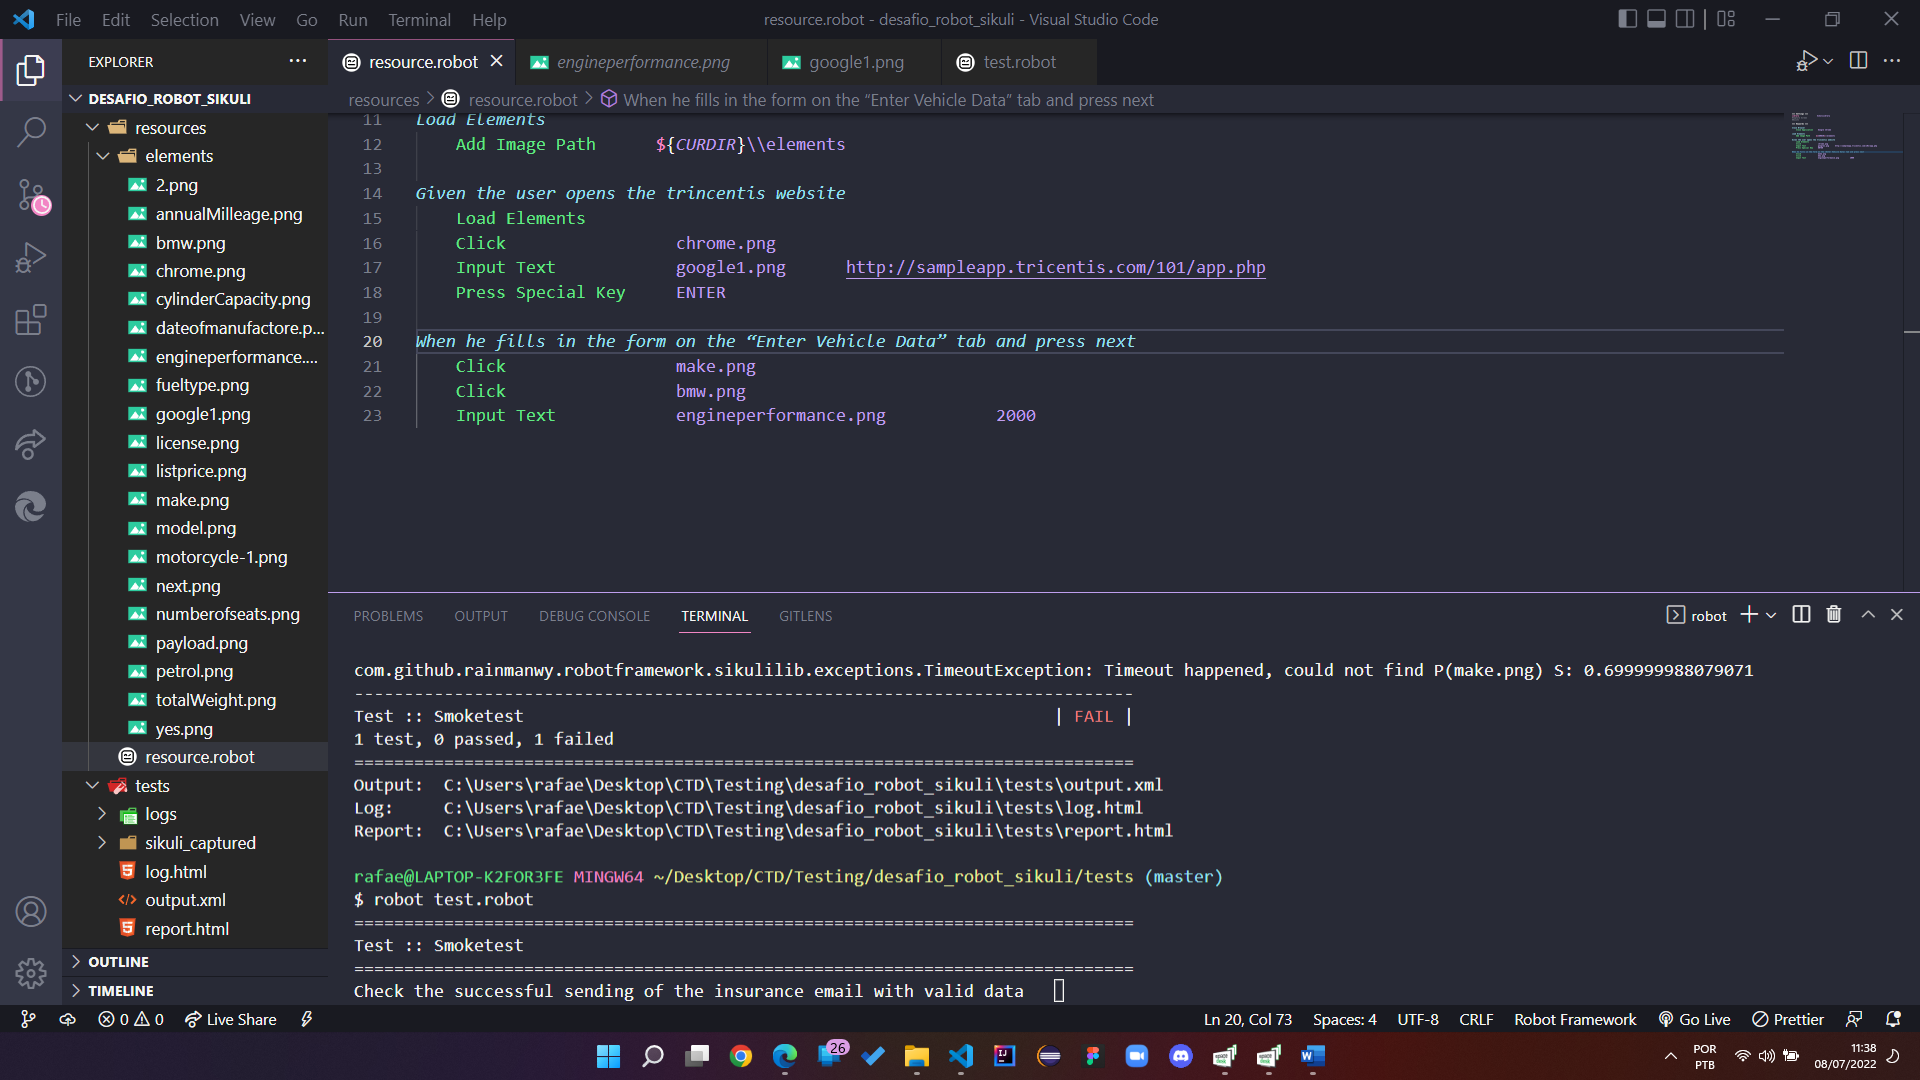 File Edit Selection View Go Run Terminal Help
resource.robot - desafio_robot_sikuli - Visual Studio Code
EXPLORER
DESAFIO_ROBOT_SIKULI
resources
elements
2.png
annualMilleage.png
bmw.png
chrome.png
cylinderCapacity.png
dateofmanufactore.p...
engineperformance....
fueltype.png
google1.png
license.png
listprice.png
make.png
model.png
motorcycle-1.png
next.png
numberofseats.png
payload.png
petrol.png
totalWeight.png
yes.png
resource.robot
tests
logs
sikuli_captured
log.html
output.xml
report.html
OUTLINE
TIMELINE
resource.robot engineperformance.png google1.png test.robot
resources > resource.robot > When he fills in the form on the “Enter Vehicle Data” tab and press next
11 Load Elements
12 Add Image Path ${CURDIR}\\elements
13
14 Given the user opens the trincentis website
15 Load Elements
16 Click chrome.png
17 Input Text google1.png http://sampleapp.tricentis.com/101/app.php
18 Press Special Key ENTER
19
20 When he fills in the form on the “Enter Vehicle Data” tab and press next
21 Click make.png
22 Click bmw.png
23 Input Text engineperformance.png 2000
PROBLEMS OUTPUT DEBUG CONSOLE TERMINAL GITLENS
robot
com.github.rainmanwy.robotframework.sikulilib.exceptions.TimeoutException: Timeout happened, could not find P(make.png) S: 0.699999988079071
------------------------------------------------------------------------------
Test :: Smoketest | FAIL |
1 test, 0 passed, 1 failed
==============================================================================
Output: C:\Users\rafae\Desktop\CTD\Testing\desafio_robot_sikuli\tests\output.xml
Log: C:\Users\rafae\Desktop\CTD\Testing\desafio_robot_sikuli\tests\log.html
Report: C:\Users\rafae\Desktop\CTD\Testing\desafio_robot_sikuli\tests\report.html
rafae@LAPTOP-K2FOR3FE MINGW64 ~/Desktop/CTD/Testing/desafio_robot_sikuli/tests (master)
$ robot test.robot
==============================================================================
Test :: Smoketest
==============================================================================
Check the successful sending of the insurance email with valid data
0 0 Live Share
Ln 20, Col 73 Spaces: 4 UTF-8 CRLF Robot Framework Go Live Prettier
26
POR
PTB
11:38
08/07/2022